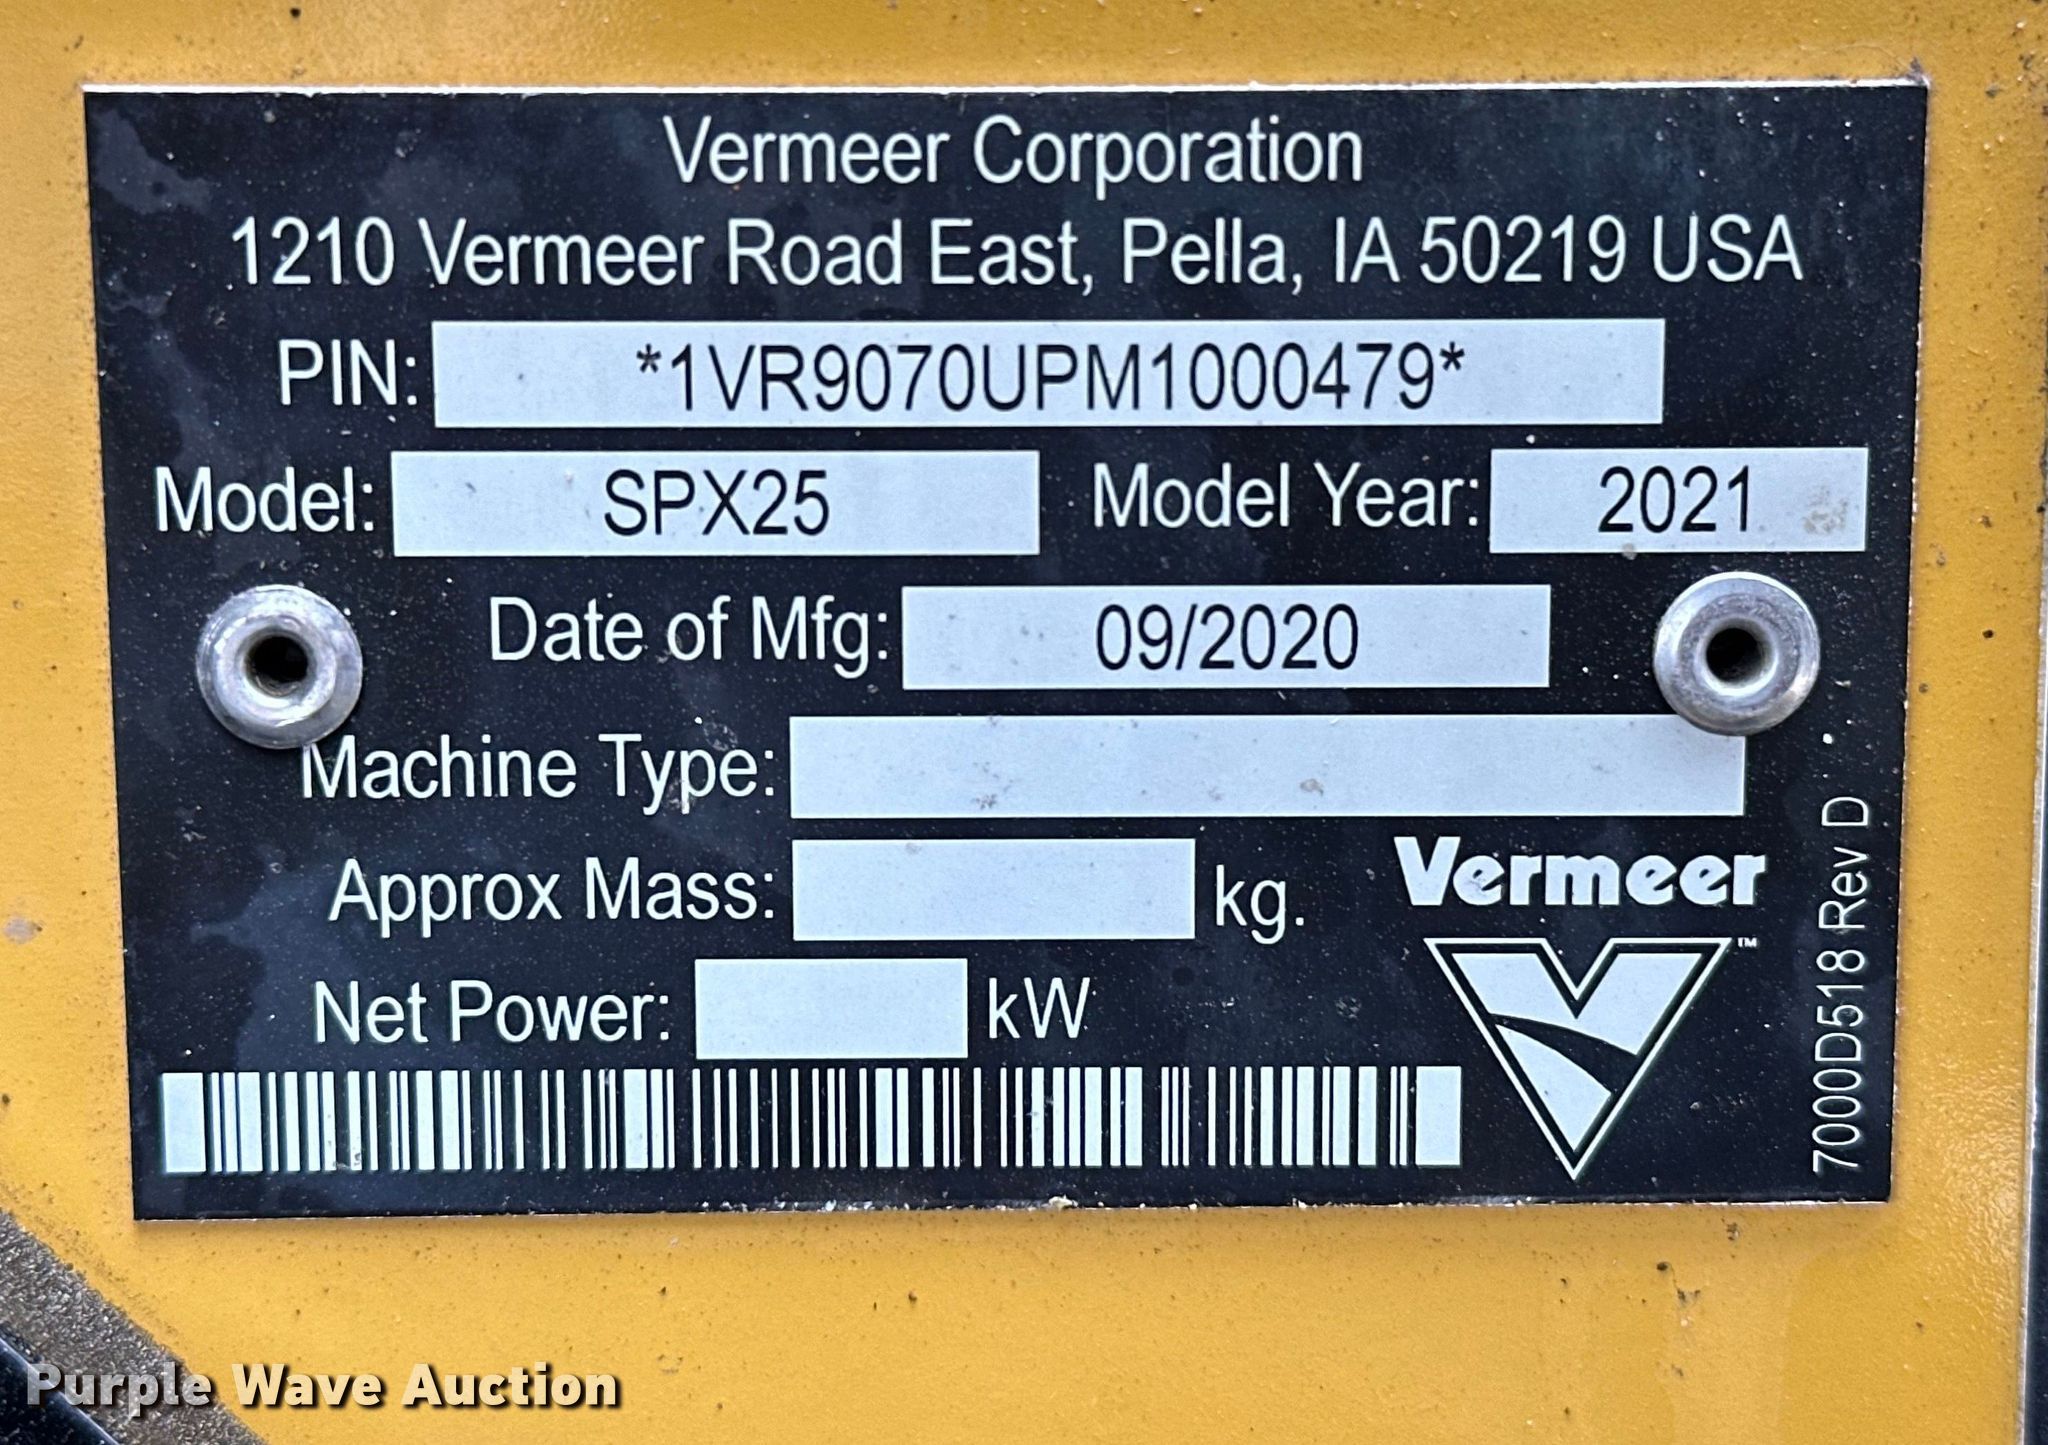 Vermeer Corporation
1210 Vermeer Road East, Pella, IA 50219 USA
PIN: *1VR9070UPM1000479*
Model: SPX25 Model Year: 2021
Date of Mfg: 09/2020
Machine Type:
Approx Mass: kg.
Net Power: kW
Vermeer
™
7000D518 Rev D
Purple Wave Auction